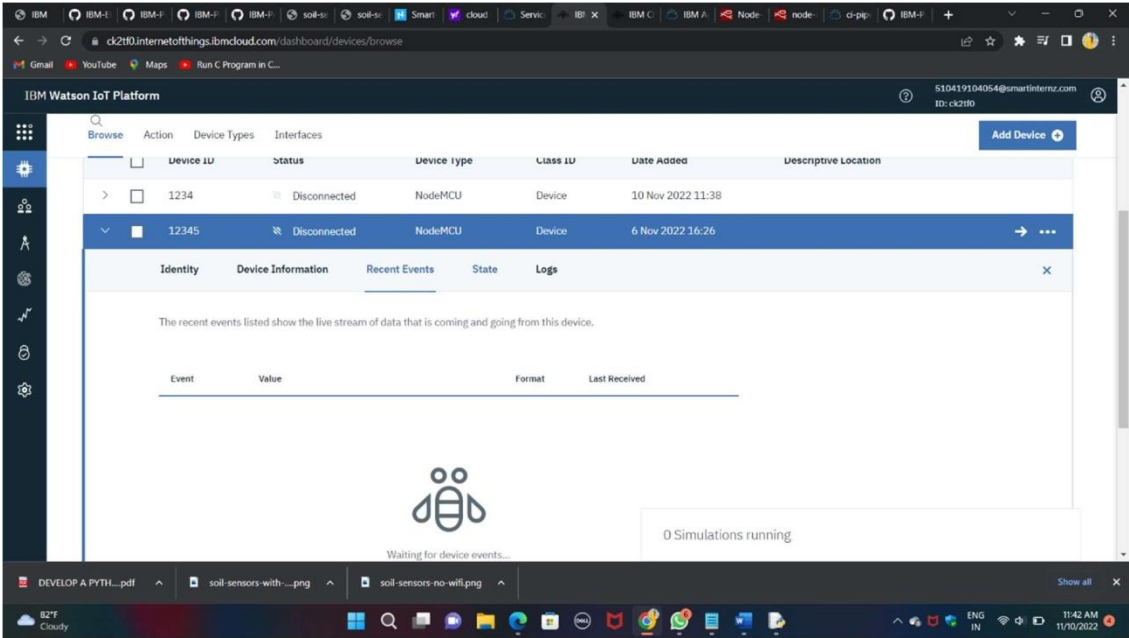 IBM IBM-E IBM-P IBM-P IBM-P soil-se soil-se Smart cloud Servic IBI IBM Cl IBM A Node- node- ci-pip IBM-P
ck2tf0.internetofthings.ibmcloud.com/dashboard/devices/browse
Gmail YouTube Maps Run C Program in C...
IBM Watson IoT Platform
510419104054@smartinternz.com
ID: ck2tf0
Browse Action Device Types Interfaces Add Device
Device ID Status Device Type Class ID Date Added Descriptive Location
1234 Disconnected NodeMCU Device 10 Nov 2022 11:38
12345 Disconnected NodeMCU Device 6 Nov 2022 16:26
Identity Device Information Recent Events State Logs
The recent events listed show the live stream of data that is coming and going from this device.
Event Value Format Last Received
0 Simulations running
Waiting for device events...
DEVELOP A PYTH....pdf soil-sensors-with-....png soil-sensors-no-wifi.png Show all
82°F
Cloudy
DELL
ENG
IN
11:42 AM
11/10/2022
4